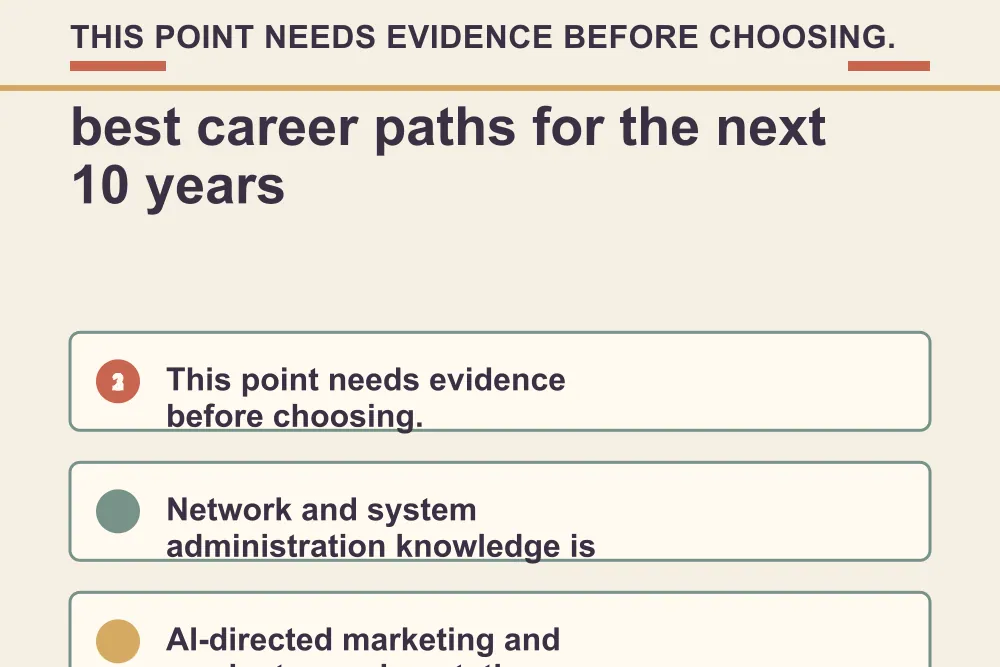 THIS POINT NEEDS EVIDENCE BEFORE CHOOSING.
best career paths for the next
10 years
This point needs evidence
before choosing.
Network and system
administration knowledge is
AI-directed marketing and